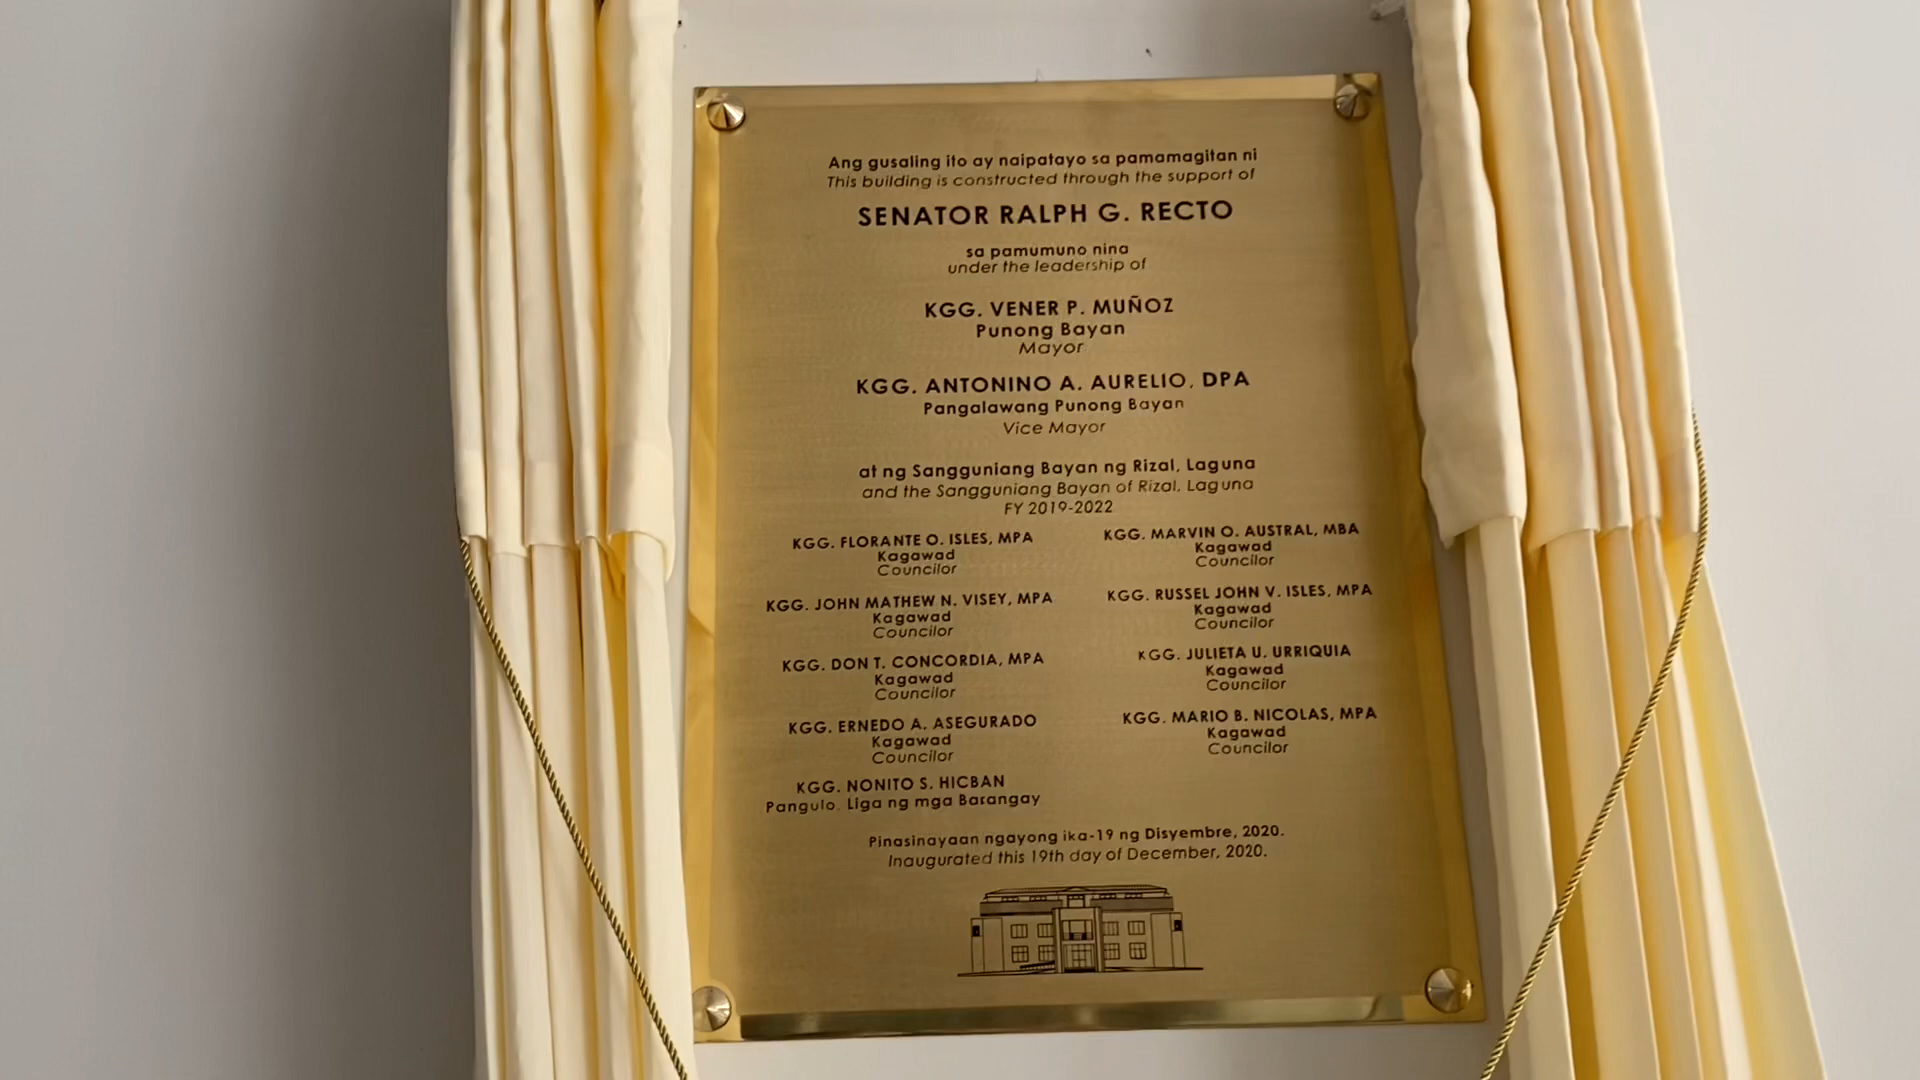 Ang gusaling ito ay naipatayo sa pamamagitan ni
This building is constructed through the support of
SENATOR RALPH G. RECTO
sa pamumuno nina
under the leadership of
KGG. VENER P. MUÑOZ
Punong Bayan
Mayor
KGG. ANTONINO A. AURELIO, DPA
Pangalawang Punong Bayan
Vice Mayor
at ng Sangguniang Bayan ng Rizal, Laguna
and the Sangguniang Bayan of Rizal, Laguna
FY 2019-2022
KGG. FLORANTE O. ISLES, MPA
Kagawad
Councilor
KGG. MARVIN O. AUSTRAL, MBA
Kagawad
Councilor
KGG. JOHN MATHEW N. VISEY, MPA
Kagawad
Councilor
KGG. RUSSEL JOHN V. ISLES, MPA
Kagawad
Councilor
KGG. DON T. CONCORDIA, MPA
Kagawad
Councilor
KGG. JULIETA U. URRIQUIA
Kagawad
Councilor
KGG. ERNEDO A. ASEGURADO
Kagawad
Councilor
KGG. MARIO B. NICOLAS, MPA
Kagawad
Councilor
KGG. NONITO S. HICBAN
Pangulo, Liga ng mga Barangay
Pinasinayaan ngayong ika-19 ng Disyembre, 2020.
Inaugurated this 19th day of December, 2020.